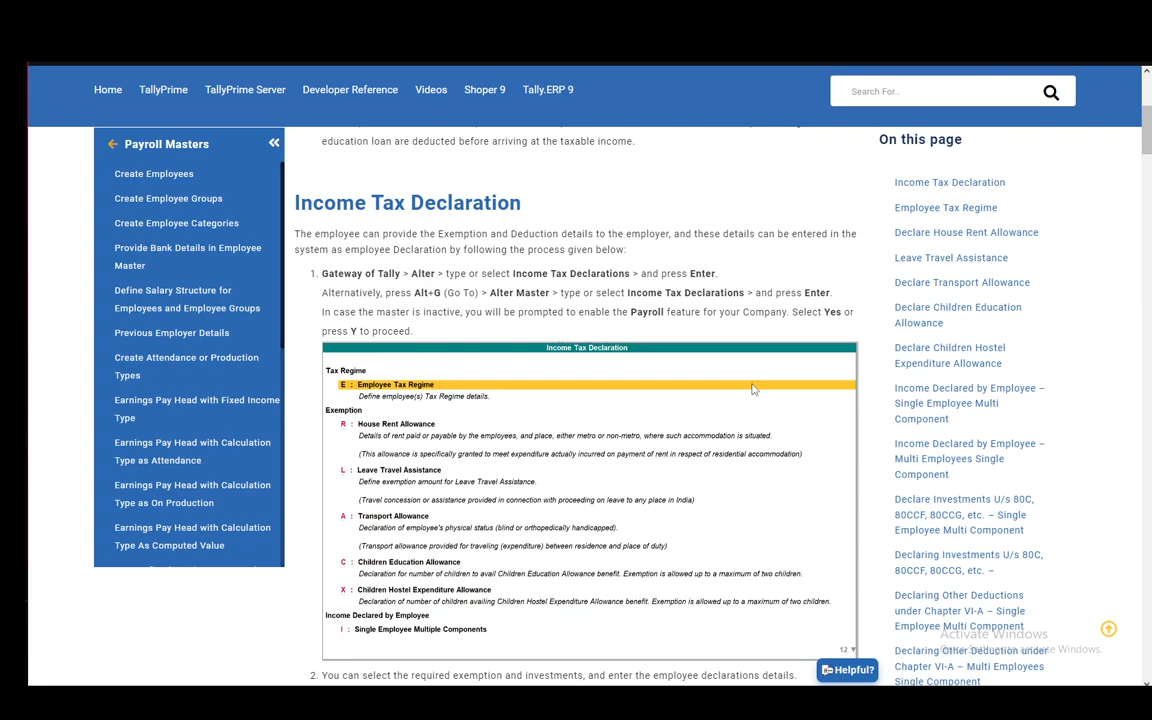 Home TallyPrime TallyPrime Server Developer Reference Videos Shoper 9 Tally.ERP 9 Search For..
Payroll Masters
Create Employees
Create Employee Groups
Create Employee Categories
Provide Bank Details in Employee
Master
Define Salary Structure for
Employees and Employee Groups
Previous Employer Details
Create Attendance or Production
Types
Earnings Pay Head with Fixed Income
Type
Earnings Pay Head with Calculation
Type as Attendance
Earnings Pay Head with Calculation
Type as On Production
Earnings Pay Head with Calculation
Type As Computed Value
education loan are deducted before arriving at the taxable income.
Income Tax Declaration
The employee can provide the Exemption and Deduction details to the employer, and these details can be entered in the
system as employee Declaration by following the process given below:
1. Gateway of Tally > Alter > type or select Income Tax Declarations > and press Enter.
Alternatively, press Alt+G (Go To) > Alter Master > type or select Income Tax Declarations > and press Enter.
In case the master is inactive, you will be prompted to enable the Payroll feature for your Company. Select Yes or
press Y to proceed.
Income Tax Declaration
Tax Regime
E : Employee Tax Regime
Define employee(s) Tax Regime details.
Exemption
R : House Rent Allowance
Details of rent paid or payable by the employees, and place, either metro or non-metro, where such accommodation is situated.
(This allowance is specifically granted to meet expenditure actually incurred on payment of rent in respect of residential accommodation)
L : Leave Travel Assistance
Define exemption amount for Leave Travel Assistance.
(Travel concession or assistance provided in connection with proceeding on leave to any place in India)
A : Transport Allowance
Declaration of employee's physical status (blind or orthopedically handicapped).
(Transport allowance provided for traveling (expenditure) between residence and place of duty)
C : Children Education Allowance
Declaration for number of children to avail Children Education Allowance benefit. Exemption is allowed up to a maximum of two children.
X : Children Hostel Expenditure Allowance
Declaration of number of children availing Children Hostel Expenditure Allowance benefit. Exemption is allowed up to a maximum of two children.
Income Declared by Employee
I : Single Employee Multiple Components
12 ▼
2. You can select the required exemption and investments, and enter the employee declarations details.
Helpful?
On this page
Income Tax Declaration
Employee Tax Regime
Declare House Rent Allowance
Leave Travel Assistance
Declare Transport Allowance
Declare Children Education
Allowance
Declare Children Hostel
Expenditure Allowance
Income Declared by Employee –
Single Employee Multi
Component
Income Declared by Employee –
Multi Employees Single
Component
Declare Investments U/s 80C,
80CCF, 80CCG, etc. – Single
Employee Multi Component
Declaring Investments U/s 80C,
80CCF, 80CCG, etc. –
Declaring Other Deductions
under Chapter VI-A – Single
Employee Multi Component
Activate Windows
Declaring Other Deductions under
Chapter VI-A – Multi Employees
Single Component